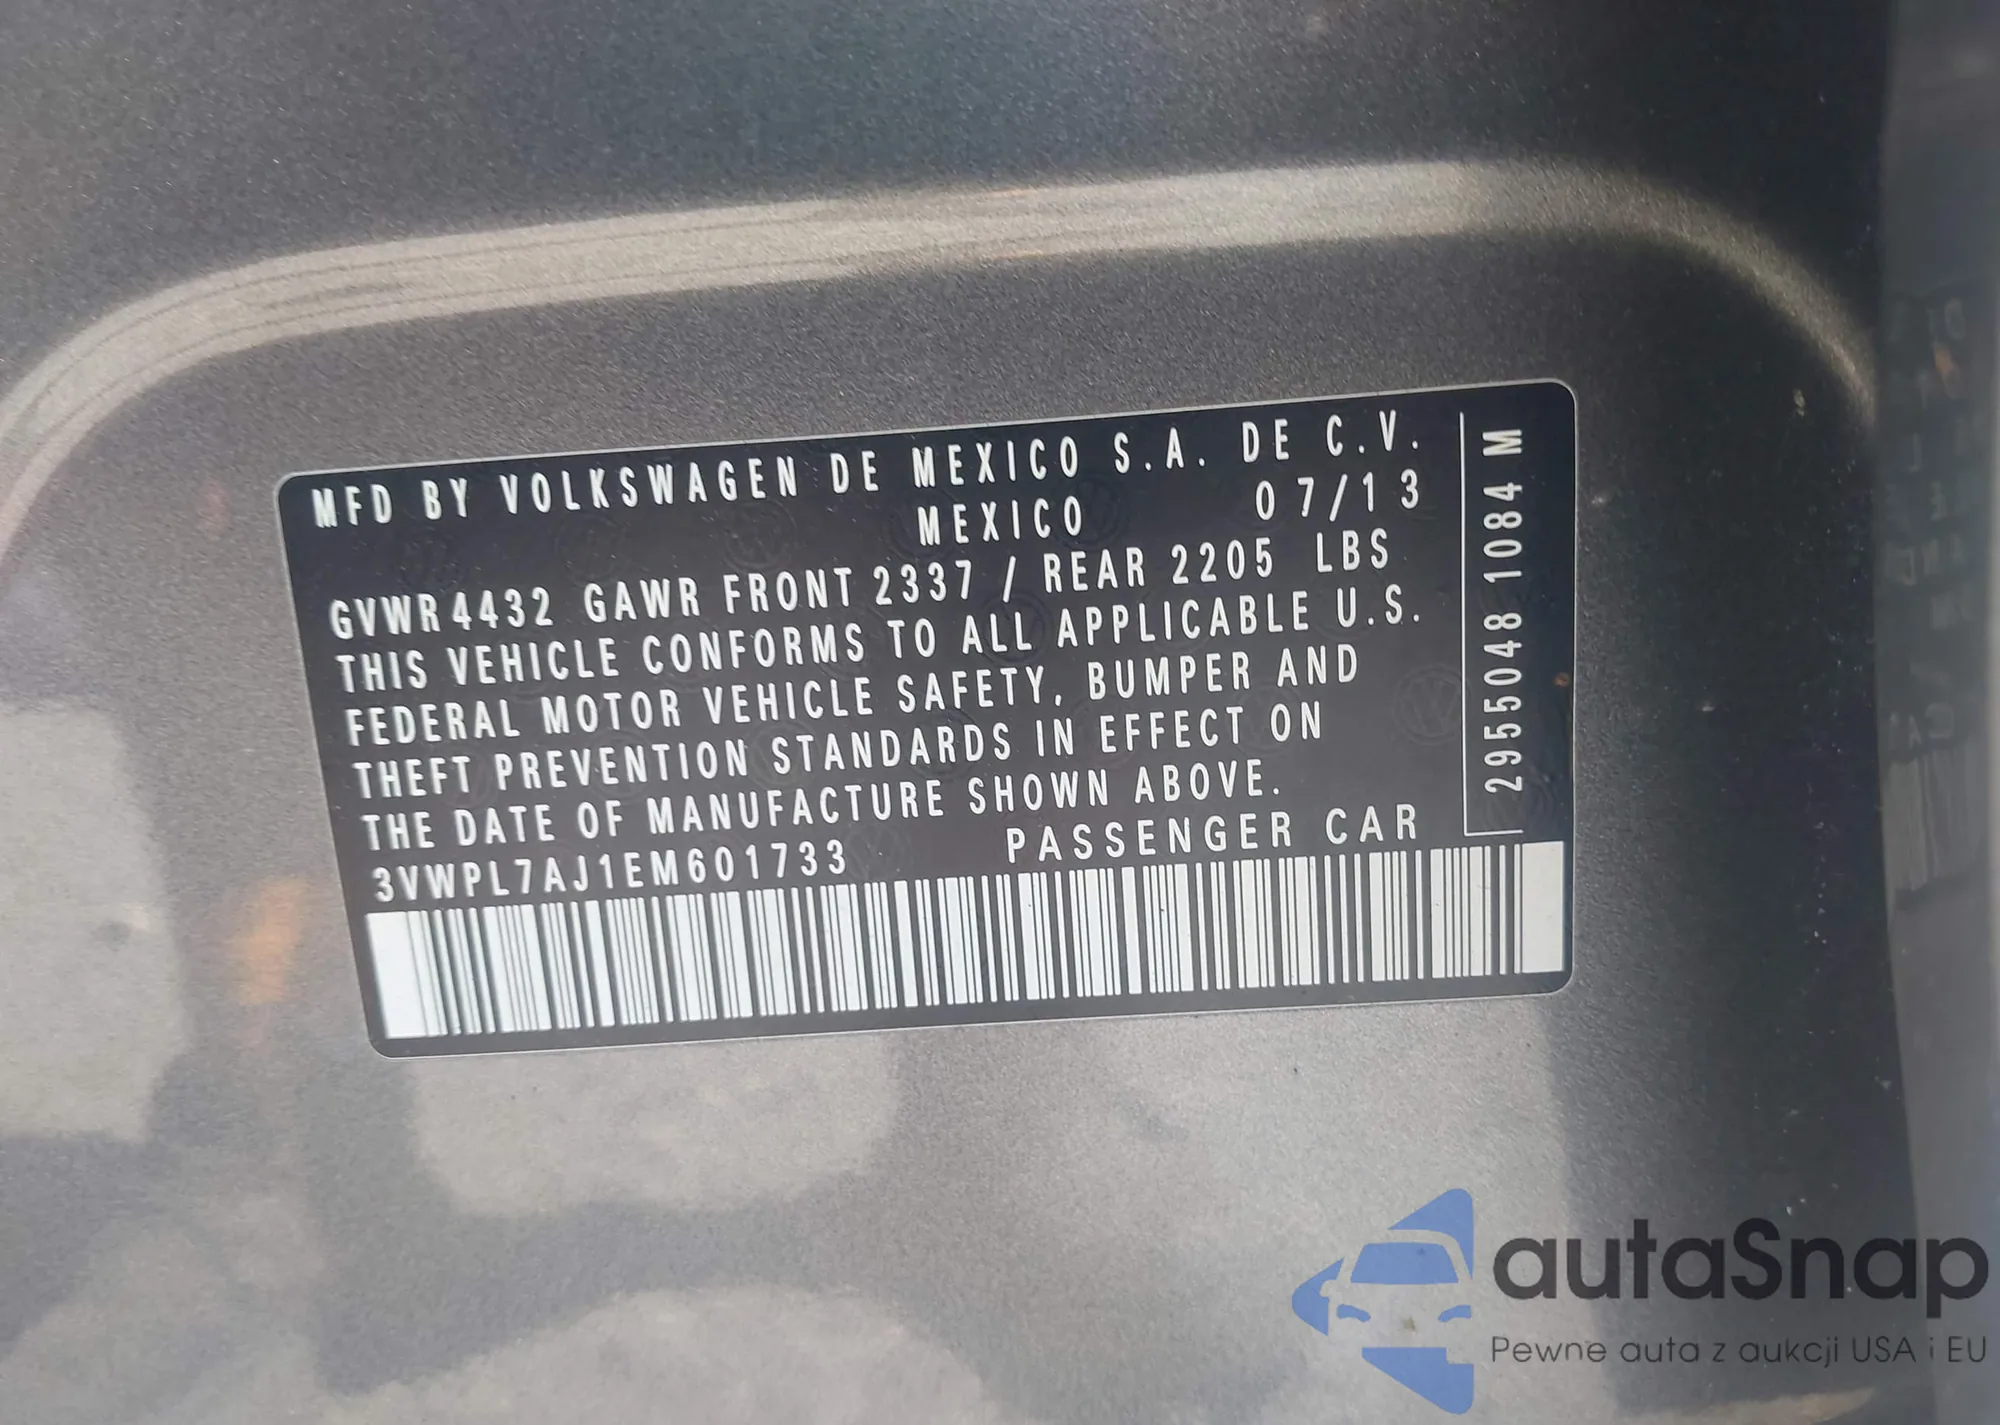 MFD BY VOLKSWAGEN DE MEXICO S.A. DE C.V.
MEXICO 07/13
GVWR 4432 GAWR FRONT 2337 / REAR 2205 LBS
THIS VEHICLE CONFORMS TO ALL APPLICABLE U.S.
FEDERAL MOTOR VEHICLE SAFETY, BUMPER AND
THEFT PREVENTION STANDARDS IN EFFECT ON
THE DATE OF MANUFACTURE SHOWN ABOVE.
3VWPL7AJ1EM601733 PASSENGER CAR
2955048 1084 M
autaSnap
Pewne auta z aukcji USA i EU